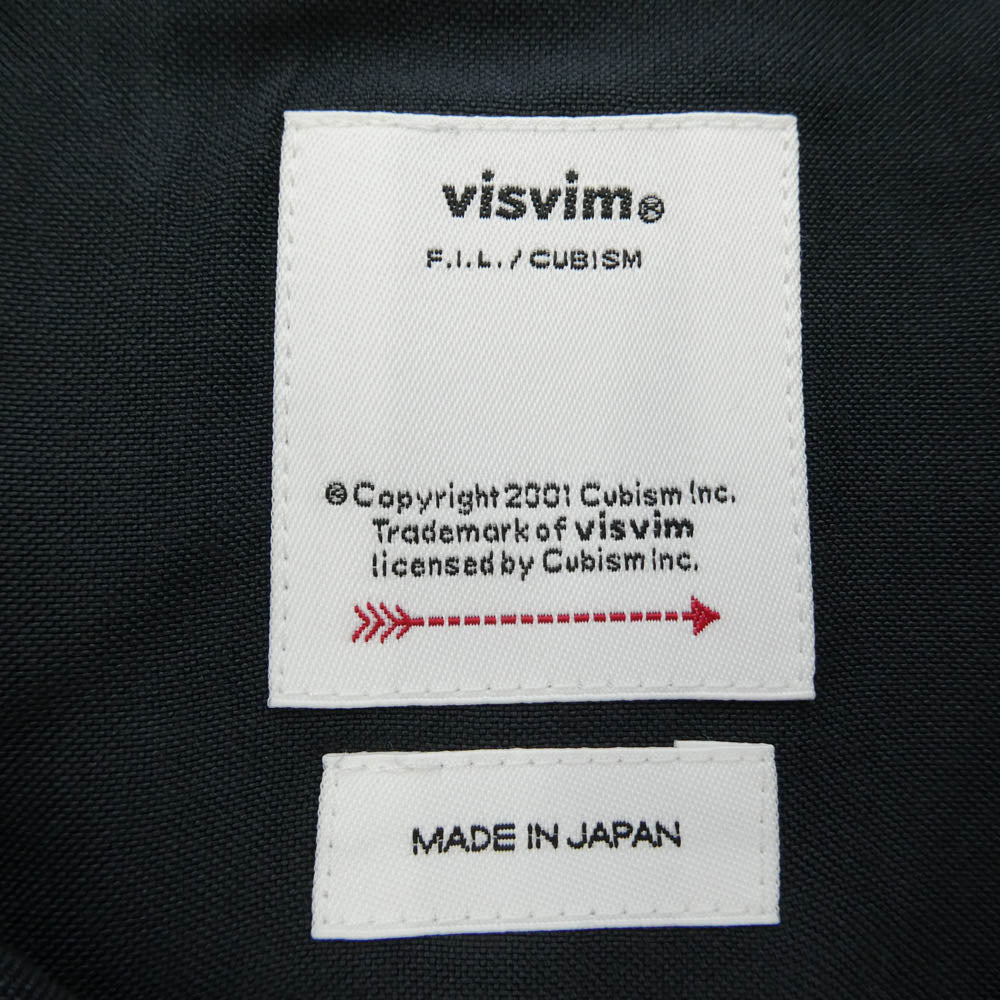 visvim®
F.I.L. / CUBISM
©Copyright 2001 Cubism Inc.
Trademark of visvim
licensed by Cubism Inc.
MADE IN JAPAN